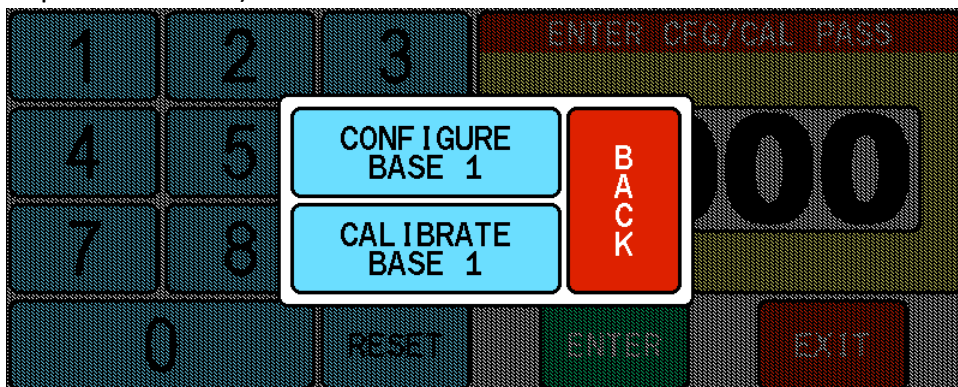 1 2 3 ENTER CFG/CAL PASS
CONFIGURE
BASE 1
4 5 000
BACK
CALIBRATE
BASE 1
7 8
0 RESET ENTER EXIT